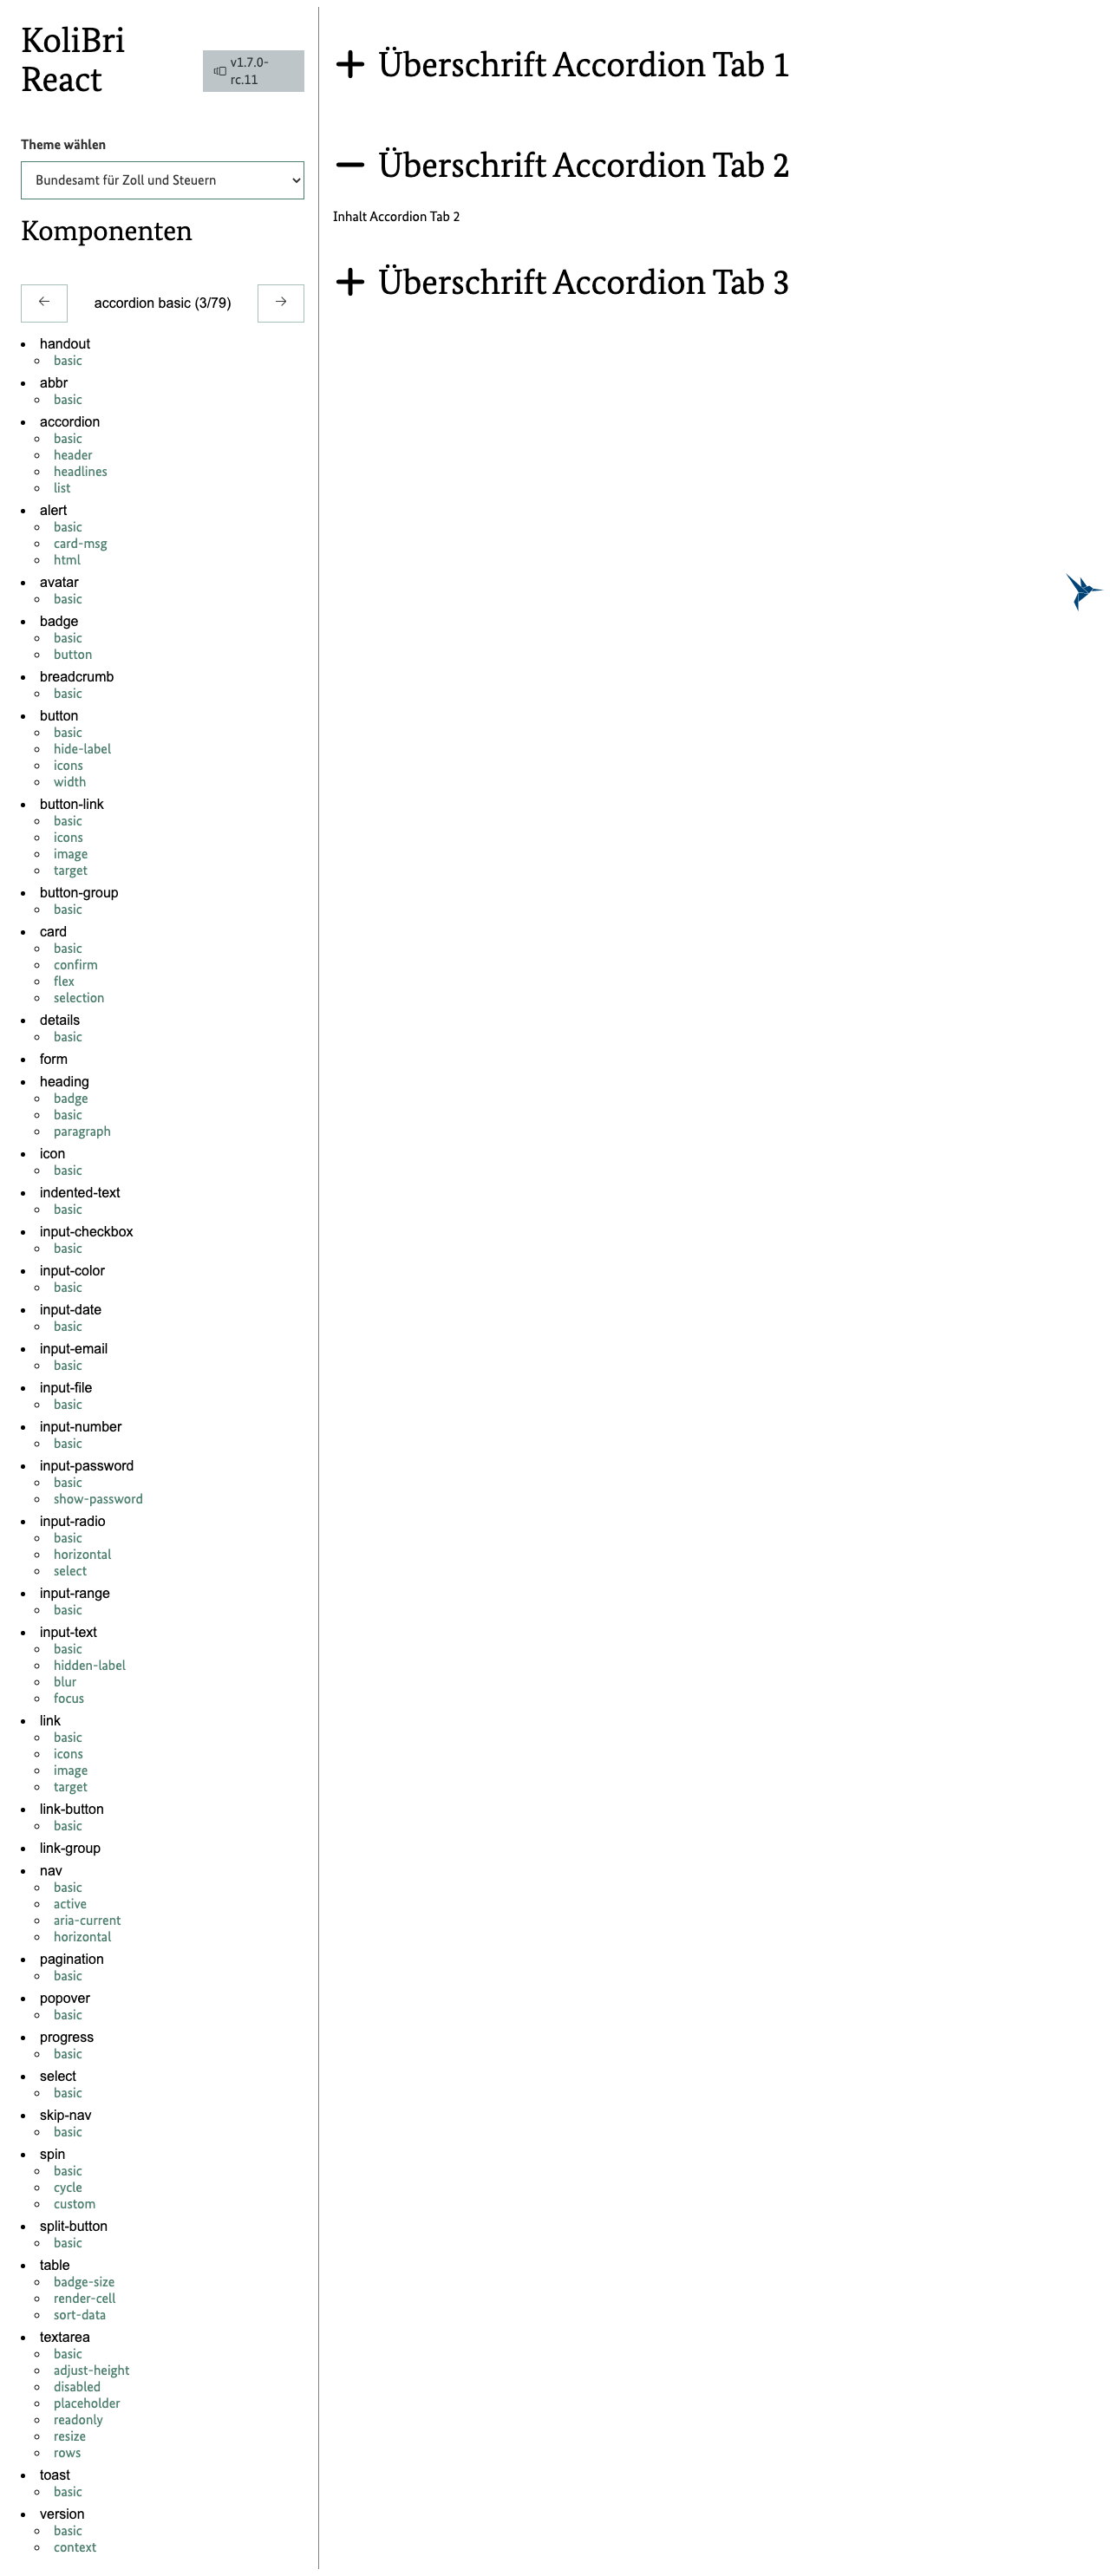 KoliBri
React
v1.7.0-
rc.11
Theme wählen
Bundesamt für Zoll und Steuern
Komponenten
accordion basic (3/79)
handout
basic
abbr
basic
accordion
basic
header
headlines
list
alert
basic
card-msg
html
avatar
basic
badge
basic
button
breadcrumb
basic
button
basic
hide-label
icons
width
button-link
basic
icons
image
target
button-group
basic
card
basic
confirm
flex
selection
details
basic
form
heading
badge
basic
paragraph
icon
basic
indented-text
basic
input-checkbox
basic
input-color
basic
input-date
basic
input-email
basic
input-file
basic
input-number
basic
input-password
basic
show-password
input-radio
basic
horizontal
select
input-range
basic
input-text
basic
hidden-label
blur
focus
link
basic
icons
image
target
link-button
basic
link-group
nav
basic
active
aria-current
horizontal
pagination
basic
popover
basic
progress
basic
select
basic
skip-nav
basic
spin
basic
cycle
custom
split-button
basic
table
badge-size
render-cell
sort-data
textarea
basic
adjust-height
disabled
placeholder
readonly
resize
rows
toast
basic
version
basic
context
Überschrift Accordion Tab 1
Überschrift Accordion Tab 2
Inhalt Accordion Tab 2
Überschrift Accordion Tab 3